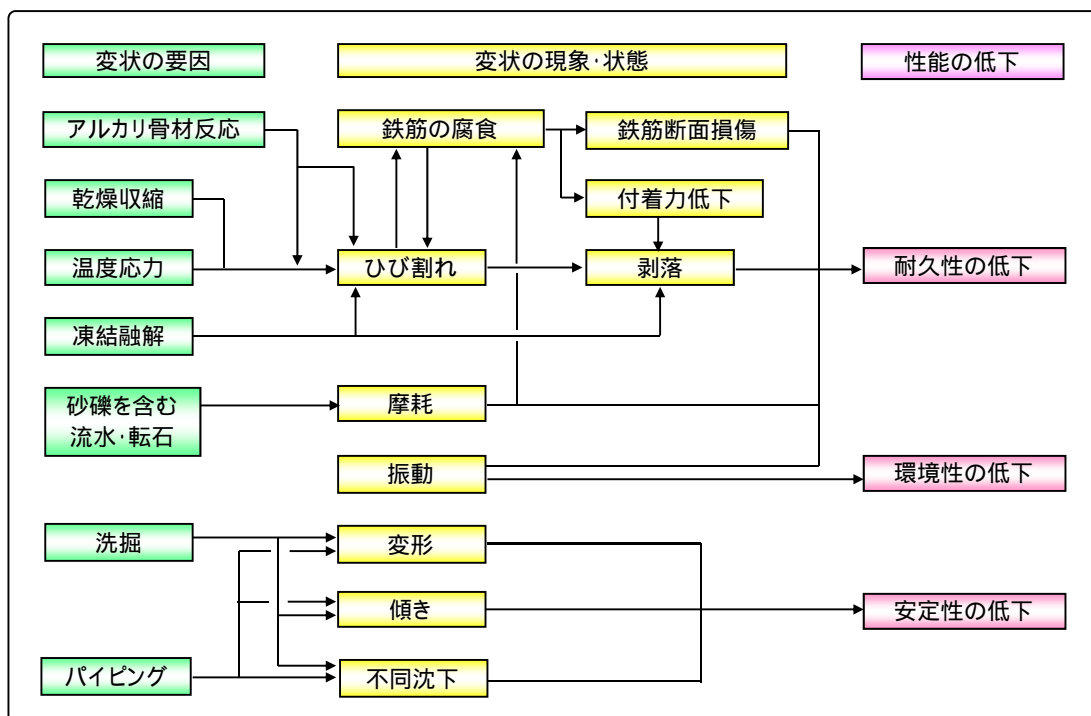 変状の要因
変状の現象・状態
性能の低下
アルカリ骨材反応
鉄筋の腐食
鉄筋断面損傷
乾燥収縮
付着力低下
温度応力
ひび割れ
剥落
耐久性の低下
凍結融解
砂礫を含む
流水・転石
摩耗
振動
環境性の低下
洗掘
変形
傾き
安定性の低下
パイピング
不同沈下